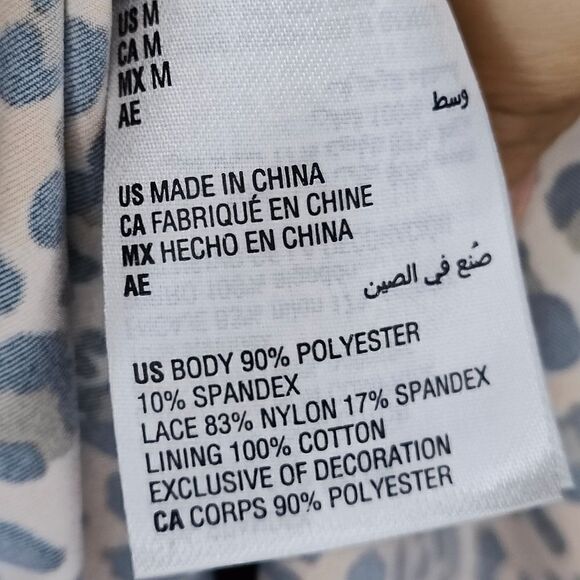 US M
CA M
MX M
AE وسط
US MADE IN CHINA
CA FABRIQUÉ EN CHINE
MX HECHO EN CHINA
AE صُنع في الصين
US BODY 90% POLYESTER
10% SPANDEX
LACE 83% NYLON 17% SPANDEX
LINING 100% COTTON
EXCLUSIVE OF DECORATION
CA CORPS 90% POLYESTER